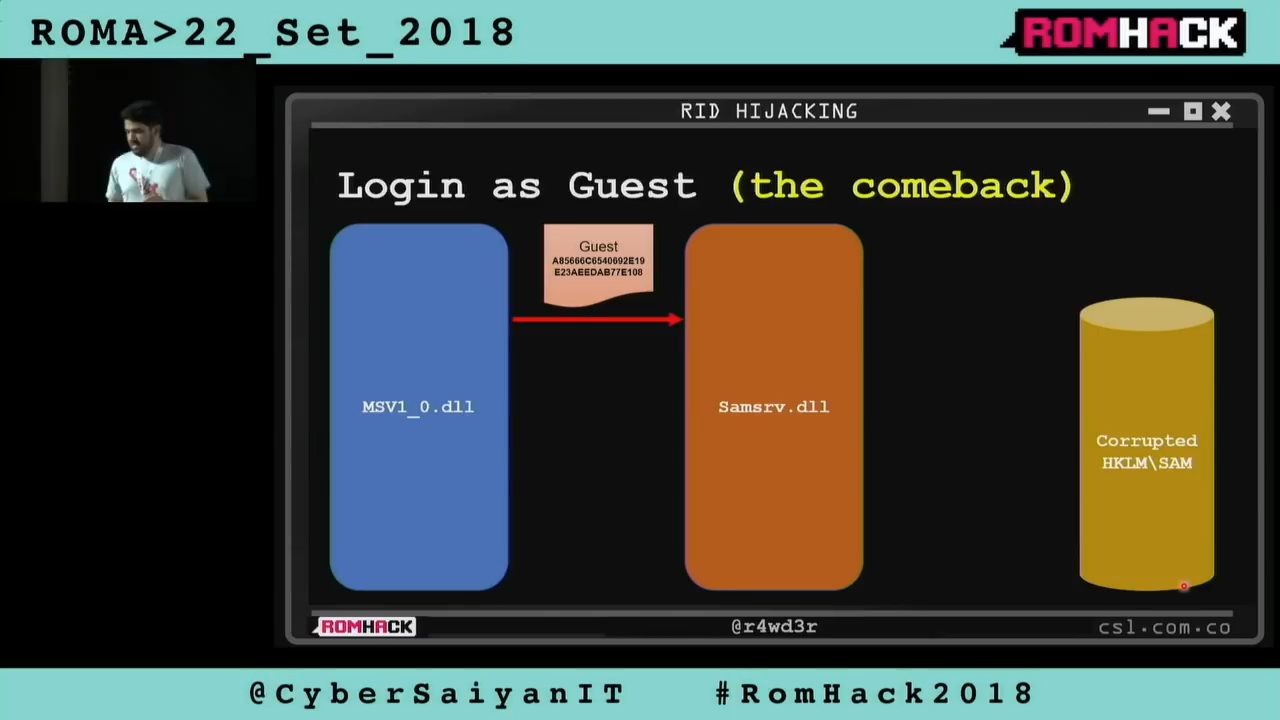 ROMA>22_Set_2018
ROMHACK
RID HIJACKING
Login as Guest (the comeback)
Guest
A85666C6540692E19
E23AEEDAB77E108
MSV1_0.dll
Samsrv.dll
Corrupted
HKLM\SAM
ROMHACK
@r4wd3r
csl.com.co
@CyberSaiyanIT
#RomHack2018